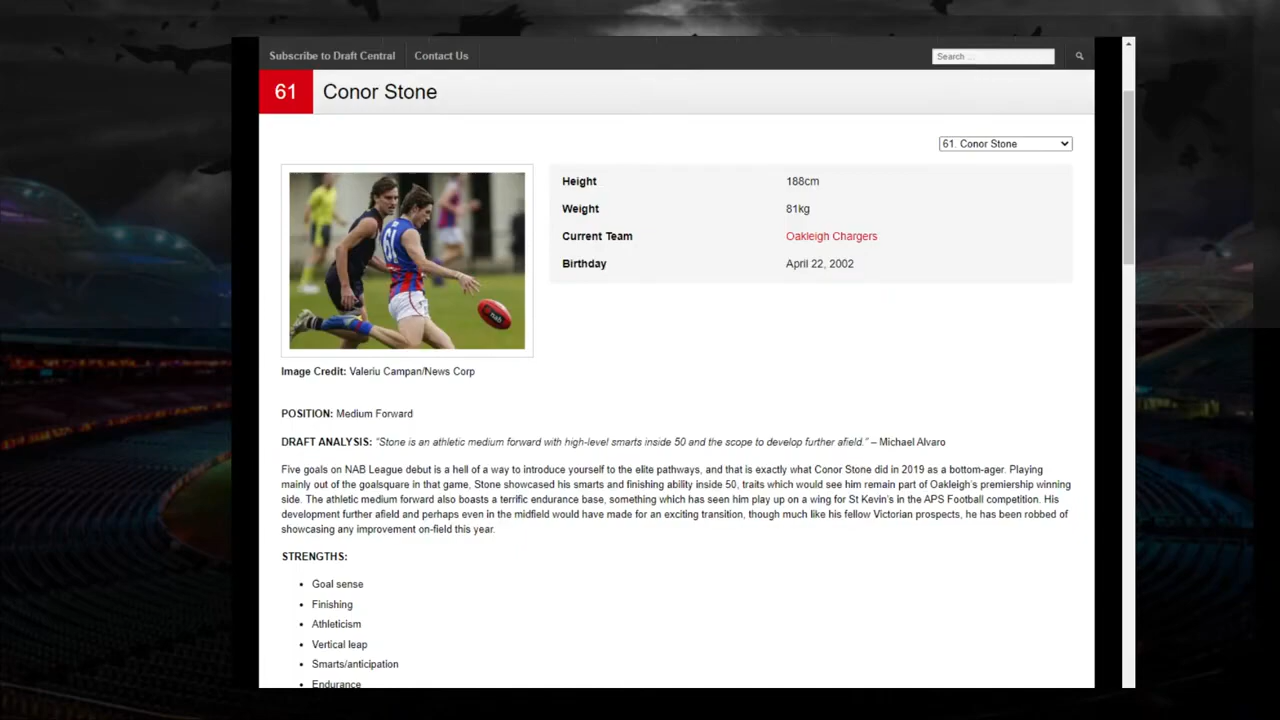 Subscribe to Draft Central
Contact Us
Search ...
61
Conor Stone
61. Conor Stone
Height 188cm
Weight 81kg
Current Team Oakleigh Chargers
Birthday April 22, 2002
61
nab
Image Credit: Valeriu Campan/News Corp
POSITION: Medium Forward
DRAFT ANALYSIS: “Stone is an athletic medium forward with high-level smarts inside 50 and the scope to develop further afield.” – Michael Alvaro
Five goals on NAB League debut is a hell of a way to introduce yourself to the elite pathways, and that is exactly what Conor Stone did in 2019 as a bottom-ager. Playing
mainly out of the goalsquare in that game, Stone showcased his smarts and finishing ability inside 50, traits which would see him remain part of Oakleigh’s premiership winning
side. The athletic medium forward also boasts a terrific endurance base, something which has seen him play up on a wing for St Kevin’s in the APS Football competition. His
development further afield and perhaps even in the midfield would have made for an exciting transition, though much like his fellow Victorian prospects, he has been robbed of
showcasing any improvement on-field this year.
STRENGTHS:
• Goal sense
• Finishing
• Athleticism
• Vertical leap
• Smarts/anticipation
• Endurance